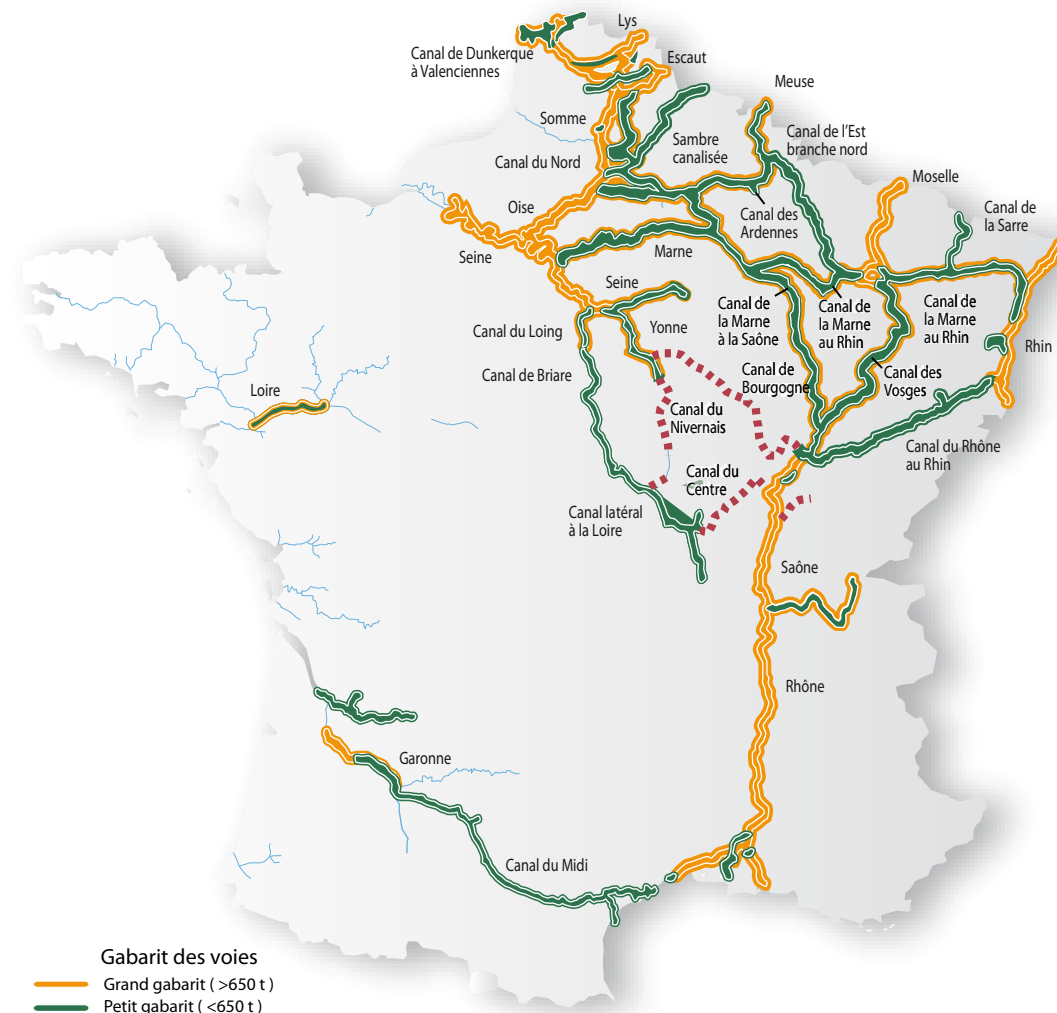 Lys
Canal de Dunkerque
à Valenciennes
Escaut
Meuse
Somme
Canal de l'Est
branche nord
Sambre
canalisée
Canal du Nord
Moselle
Oise
Canal des
Ardennes
Canal de
la Sarre
Seine
Marne
Seine
Canal de
la Marne
à la Saône
Canal de
la Marne
au Rhin
Canal de
la Marne
au Rhin
Canal du Loing
Yonne
Rhin
Canal de Briare
Canal de
Bourgogne
Canal des
Vosges
Loire
Canal du
Nivernais
Canal du Rhône
au Rhin
Canal du
Centre
Canal latéral
à la Loire
Saône
Rhône
Garonne
Canal du Midi
Gabarit des voies
Grand gabarit ( >650 t )
Petit gabarit ( <650 t )